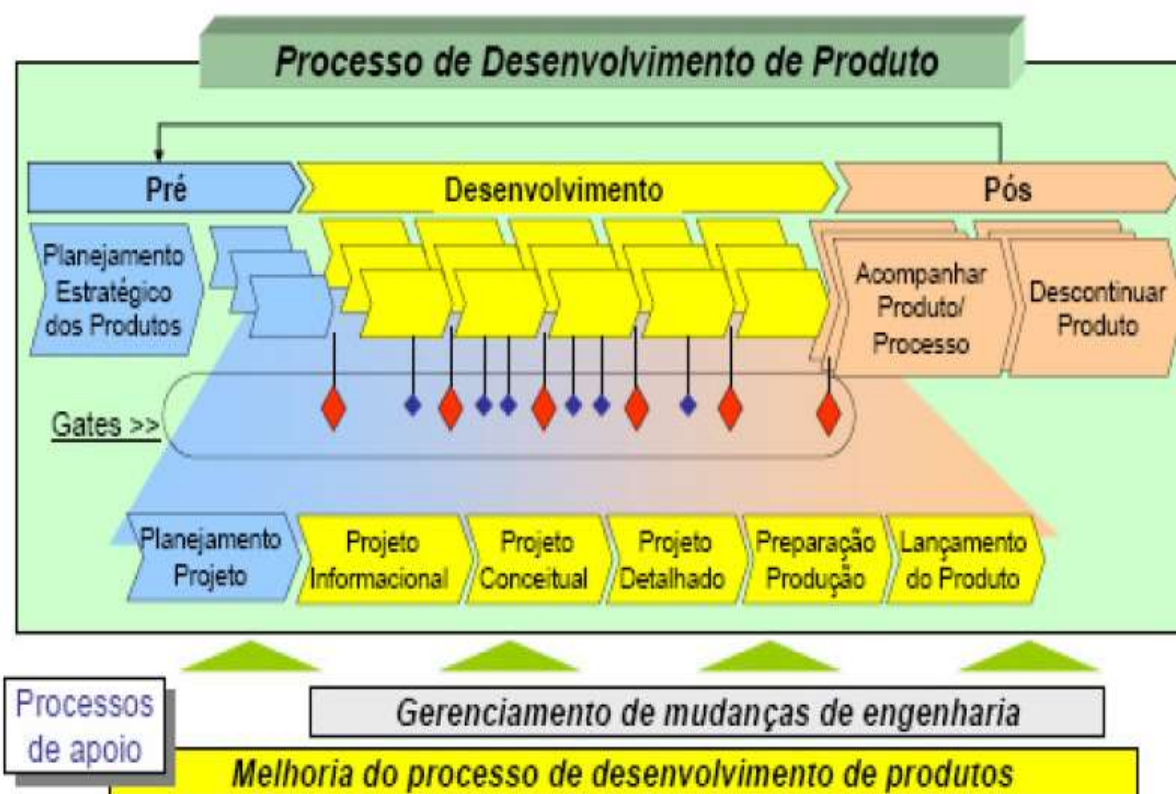 Processo de Desenvolvimento de Produto
Pré
Desenvolvimento
Pós
Planejamento
Estratégico
dos Produtos
Acompanhar
Produto/
Processo
Descontinuar
Produto
Gates >>
Planejamento
Projeto
Projeto
Informacional
Projeto
Conceitual
Projeto
Detalhado
Preparação
Produção
Lançamento
do Produto
Processos
de apoio
Gerenciamento de mudanças de engenharia
Melhoria do processo de desenvolvimento de produtos